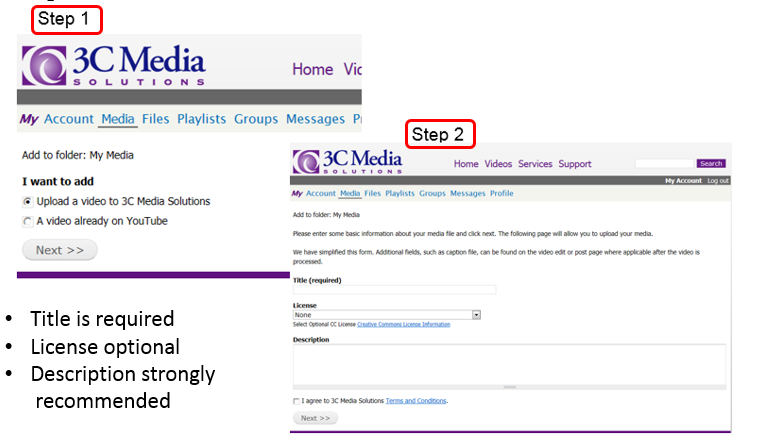 Step 1
3C Media
SOLUTIONS
Home
My Account Media Files Playlists Groups Messages
Add to folder: My Media
I want to add
Upload a video to 3C Media Solutions
A video already on YouTube
Next >>
• Title is required
• License optional
• Description strongly
recommended
Step 2
3C Media
SOLUTIONS
Home Videos Services Support
Search
My Account Log out
My Account Media Files Playlists Groups Messages Profile
Add to folder: My Media
Please enter some basic information about your media file and click next. The following page will allow you to upload your media.
We have simplified this form. Additional fields, such as caption file, can be found on the video edit or post page where applicable after the video is
processed.
Title (required)
License
None
Select Optional CC License Creative Commons License Information
Description
I agree to 3C Media Solutions Terms and Conditions.
Next >>